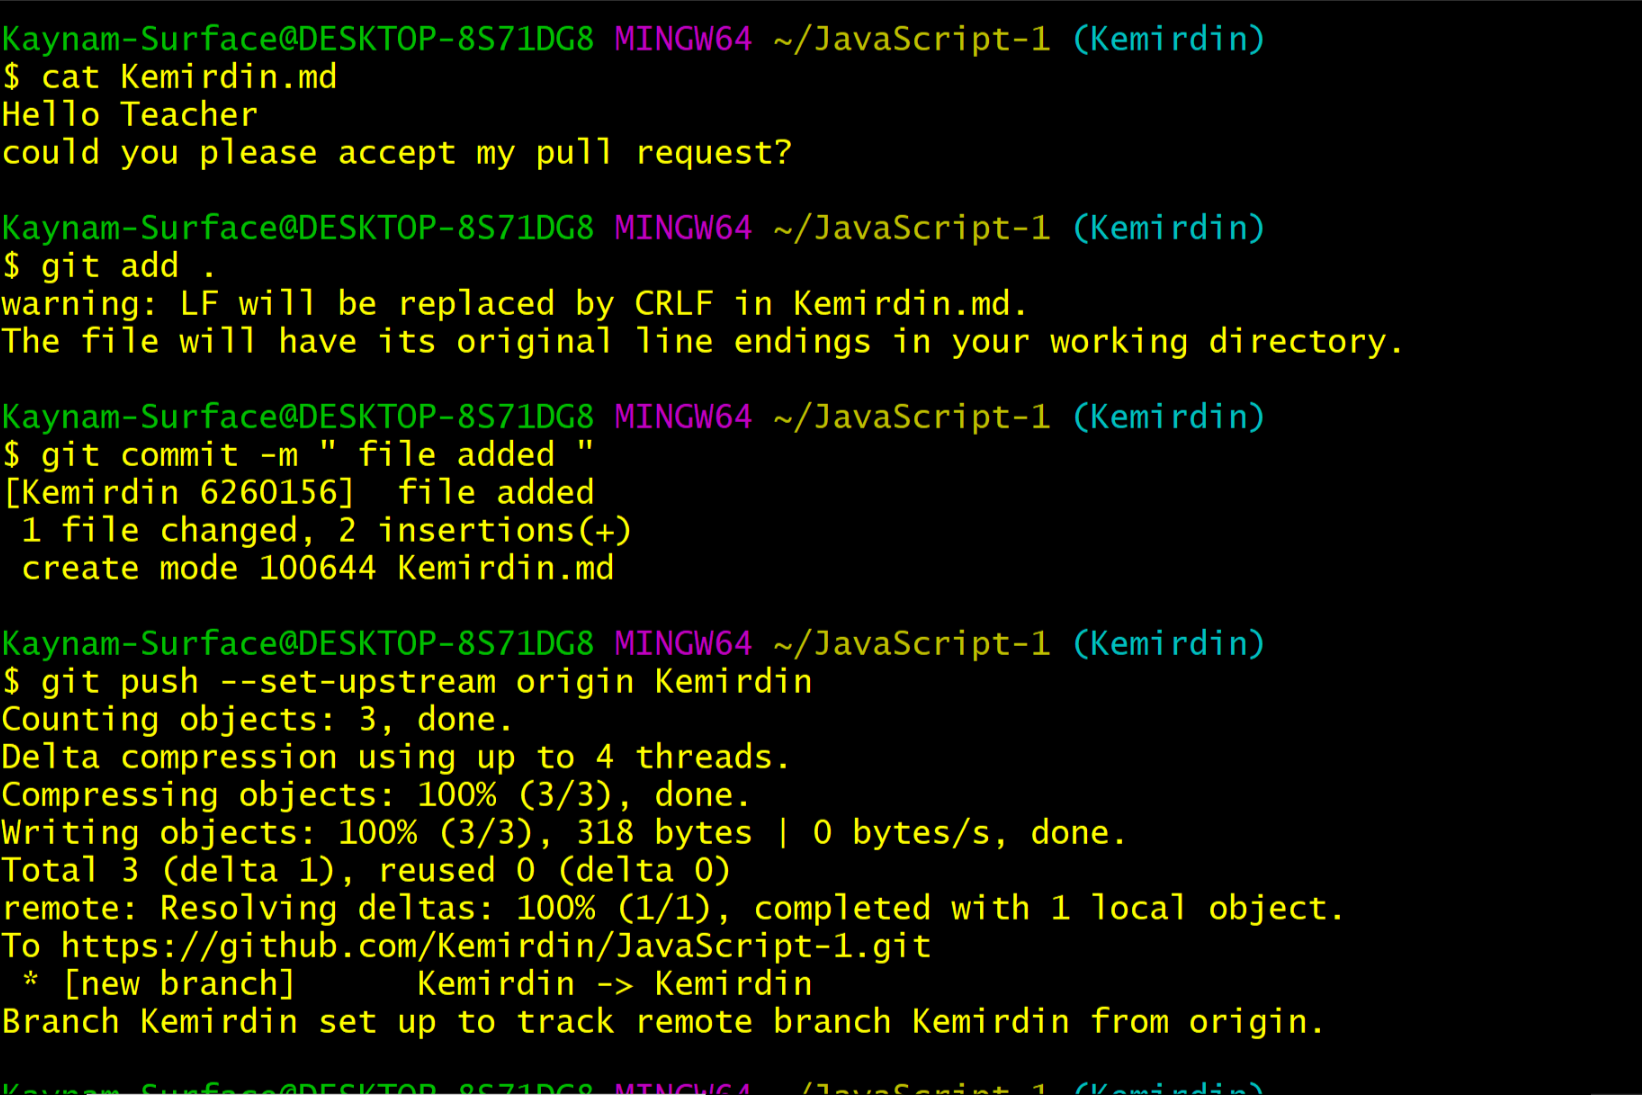 Kaynam-Surface@DESKTOP-8S71DG8 MINGW64 ~/JavaScript-1 (Kemirdin)
$ cat Kemirdin.md
Hello Teacher
could you please accept my pull request?
Kaynam-Surface@DESKTOP-8S71DG8 MINGW64 ~/JavaScript-1 (Kemirdin)
$ git add .
warning: LF will be replaced by CRLF in Kemirdin.md.
The file will have its original line endings in your working directory.
Kaynam-Surface@DESKTOP-8S71DG8 MINGW64 ~/JavaScript-1 (Kemirdin)
$ git commit -m " file added "
[Kemirdin 6260156]  file added
 1 file changed, 2 insertions(+)
 create mode 100644 Kemirdin.md
Kaynam-Surface@DESKTOP-8S71DG8 MINGW64 ~/JavaScript-1 (Kemirdin)
$ git push --set-upstream origin Kemirdin
Counting objects: 3, done.
Delta compression using up to 4 threads.
Compressing objects: 100% (3/3), done.
Writing objects: 100% (3/3), 318 bytes | 0 bytes/s, done.
Total 3 (delta 1), reused 0 (delta 0)
remote: Resolving deltas: 100% (1/1), completed with 1 local object.
To https://github.com/Kemirdin/JavaScript-1.git
 * [new branch]      Kemirdin -> Kemirdin
Branch Kemirdin set up to track remote branch Kemirdin from origin.
Kaynam-Surface@DESKTOP-8S71DG8 MINGW64 ~/JavaScript-1 (Kemirdin)